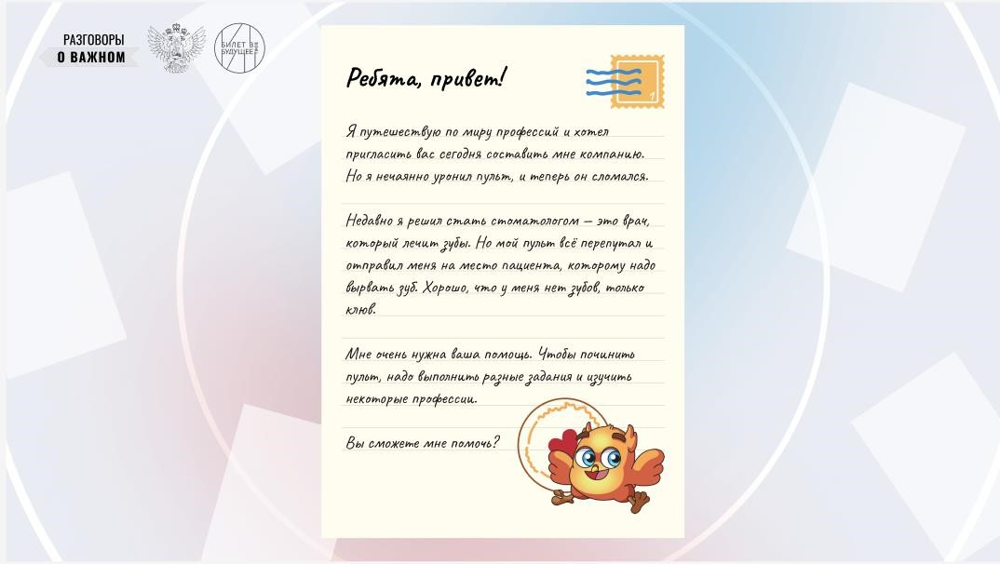 РАЗГОВОРЫ
О ВАЖНОМ
БИЛЕТ В
БУДУЩЕЕ
Ребята, привет!
Я путешествую по миру профессий и хотел
пригласить вас сегодня составить мне компанию.
Но я нечаянно уронил пульт, и теперь он сломался.
Недавно я решил стать стоматологом – это врач,
который лечит зубы. Но мой пульт всё перепутал и
отправил меня на место пациента, которому надо
вырвать зуб. Хорошо, что у меня нет зубов, только
клюв.
Мне очень нужна ваша помощь. Чтобы починить
пульт, надо выполнить разные задания и изучить
некоторые профессии.
Вы сможете мне помочь?